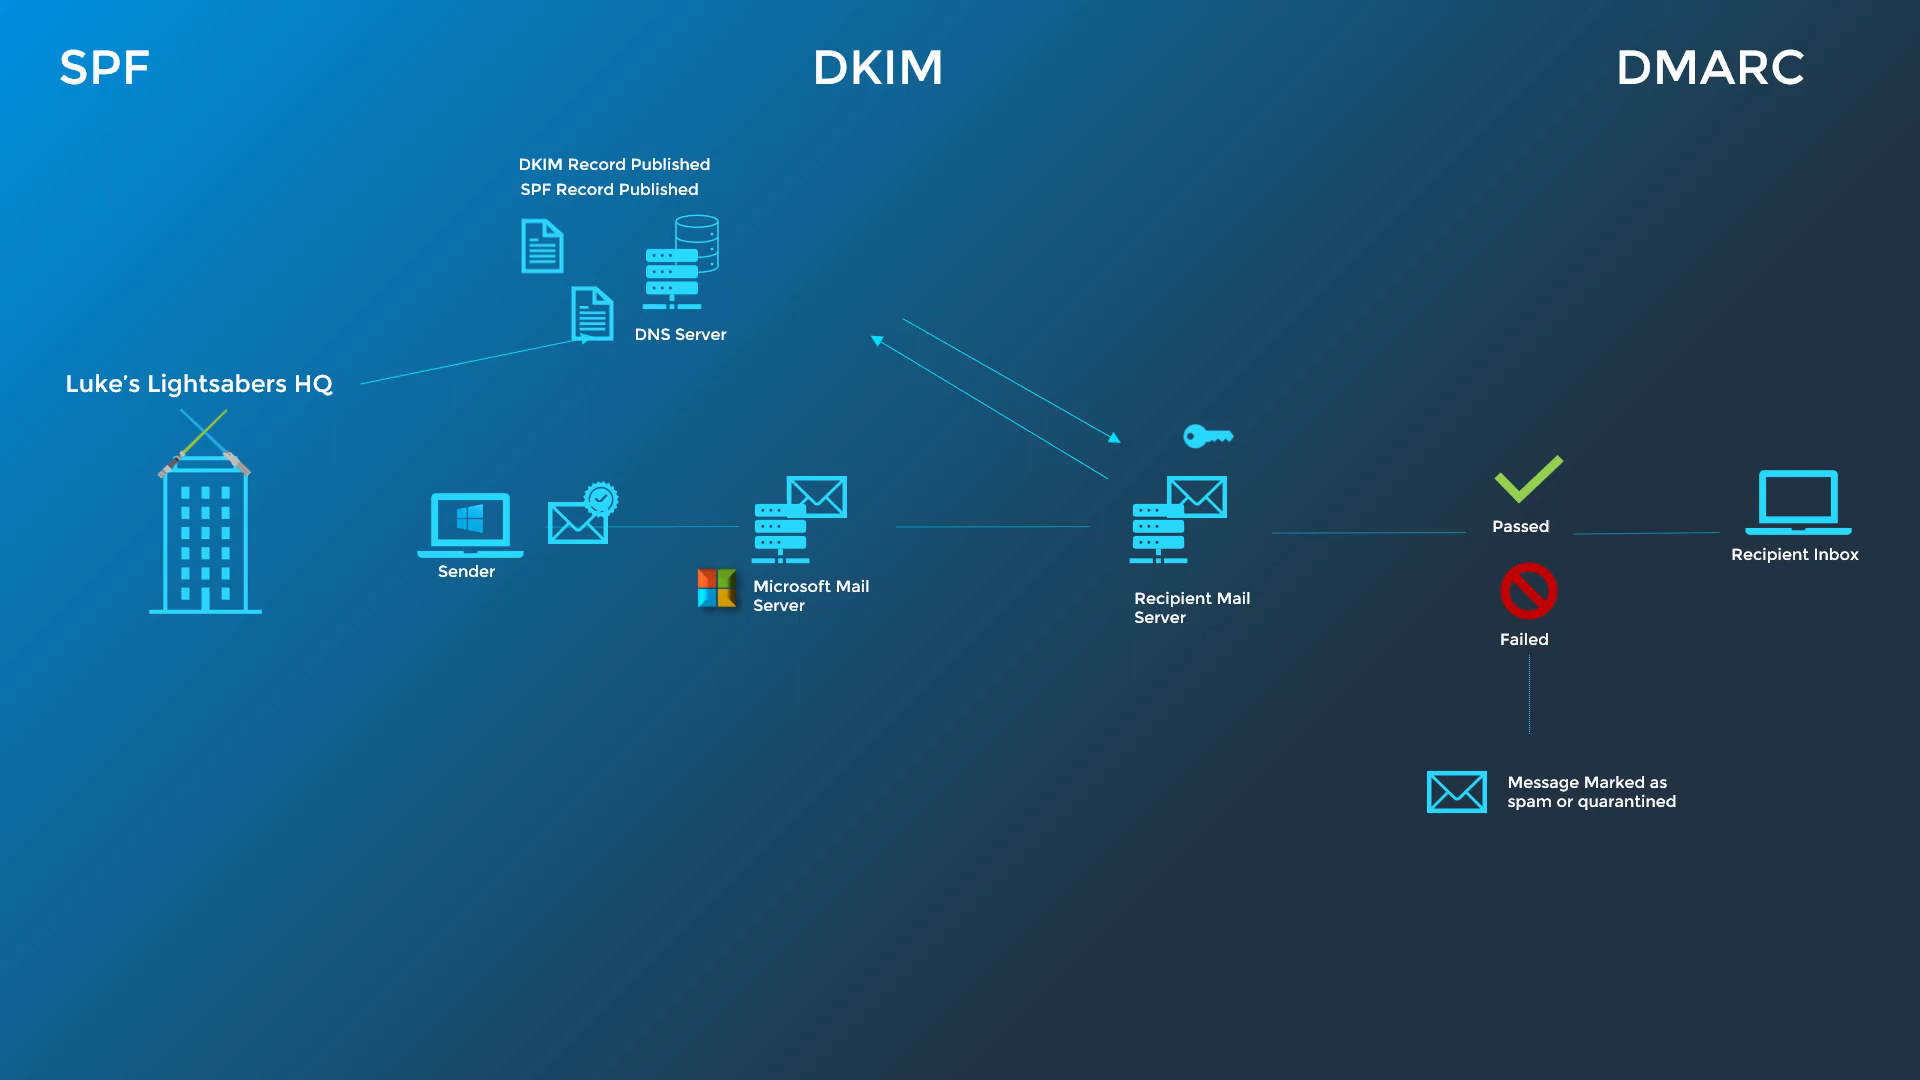 SPF
DKIM
DMARC
DKIM Record Published
SPF Record Published
DNS Server
Luke's Lightsabers HQ
Sender
Microsoft Mail
Server
Recipient Mail
Server
Passed
Failed
Recipient Inbox
Message Marked as
spam or quarantined